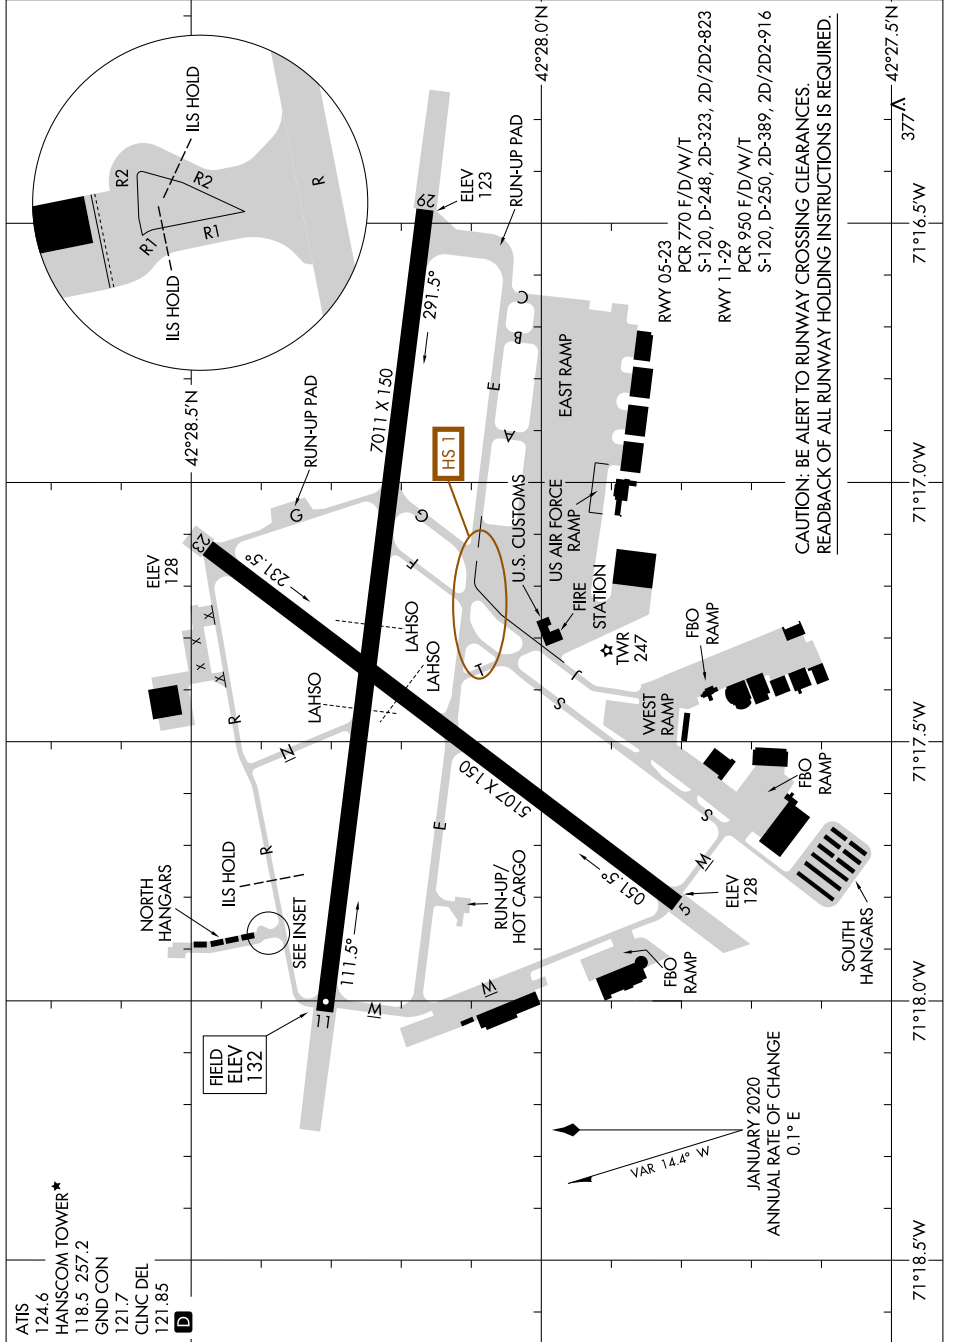 ATIS
124.6
HANSCOM TOWER★
118.5 257.2
GND CON
121.7
CLNC DEL
121.85
D
FIELD
ELEV
132
NORTH
HANGARS
ILS HOLD
SEE INSET
11
111.5°
R
R
N
X
X
X
X
ELEV
128
23
231.5°
42°28.5'N
G
RUN-UP PAD
LAHSO
LAHSO
LAHSO
7011 X 150
291.5°
29
ELEV
123
RUN-UP PAD
ILS HOLD
R1
R1
R2
R2
ILS HOLD
R
42°28.0'N
HS 1
G
F
E
A
B
C
EAST RAMP
U.S. CUSTOMS
US AIR FORCE
RAMP
FIRE
STATION
TWR
247
L
J
S
E
5107 X 150
W
W
RUN-UP/
HOT CARGO
051.5°
5
ELEV
128
M
S
FBO
RAMP
WEST
RAMP
FBO
RAMP
FBO
RAMP
SOUTH
HANGARS
RWY 05-23
PCR 770 F/D/W/T
S-120, D-248, 2D-323, 2D/2D2-823
RWY 11-29
PCR 950 F/D/W/T
S-120, D-250, 2D-389, 2D/2D2-916
CAUTION: BE ALERT TO RUNWAY CROSSING CLEARANCES.
READBACK OF ALL RUNWAY HOLDING INSTRUCTIONS IS REQUIRED.
377
42°27.5'N
VAR 14.4° W
JANUARY 2020
ANNUAL RATE OF CHANGE
0.1° E
71°18.5'W
71°18.0'W
71°17.5'W
71°17.0'W
71°16.5'W